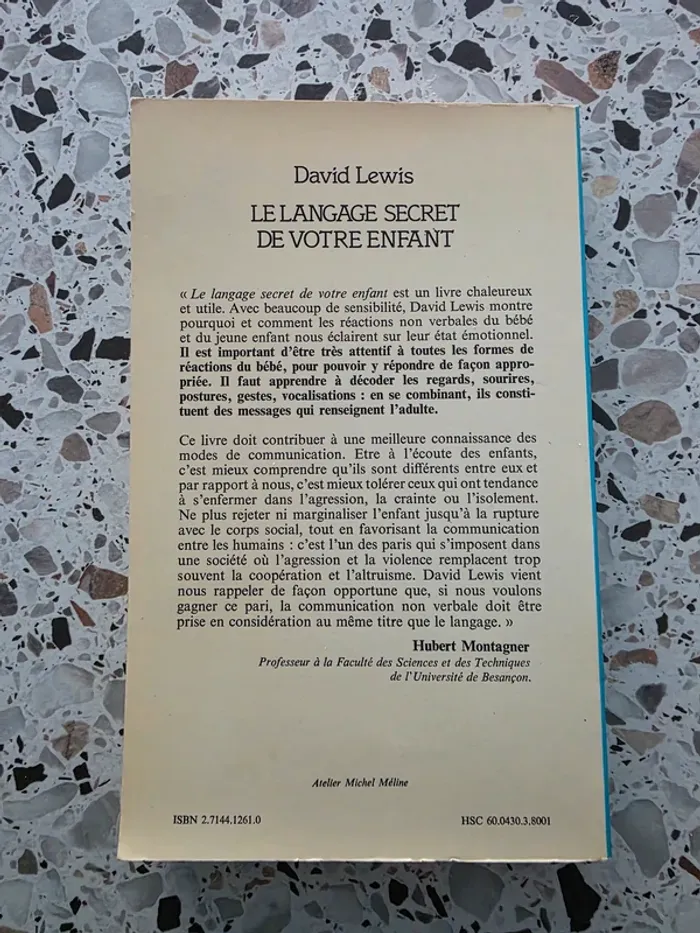 David Lewis
LE LANGAGE SECRET
DE VOTRE ENFANT
« Le langage secret de votre enfant est un livre chaleureux
et utile. Avec beaucoup de sensibilité, David Lewis montre
pourquoi et comment les réactions non verbales du bébé
et du jeune enfant nous éclairent sur leur état émotionnel.
Il est important d'être très attentif à toutes les formes de
réactions du bébé, pour pouvoir y répondre de façon appro-
priée. Il faut apprendre à décoder les regards, sourires,
postures, gestes, vocalisations : en se combinant, ils consti-
tuent des messages qui renseignent l'adulte.
Ce livre doit contribuer à une meilleure connaissance des
modes de communication. Etre à l'écoute des enfants,
c'est mieux comprendre qu'ils sont différents entre eux et
par rapport à nous, c'est mieux tolérer ceux qui ont tendance
à s'enfermer dans l'agression, la crainte ou l'isolement.
Ne plus rejeter ni marginaliser l'enfant jusqu'à la rupture
avec le corps social, tout en favorisant la communication
entre les humains : c'est l'un des paris qui s'imposent dans
une société où l'agression et la violence remplacent trop
souvent la coopération et l'altruisme. David Lewis vient
nous rappeler de façon opportune que, si nous voulons
gagner ce pari, la communication non verbale doit être
prise en considération au même titre que le langage. »
Hubert Montagner
Professeur à la Faculté des Sciences et des Techniques
de l'Université de Besançon.
Atelier Michel Méline
ISBN 2.7144.1261.0
HSC 60.0430.3.8001